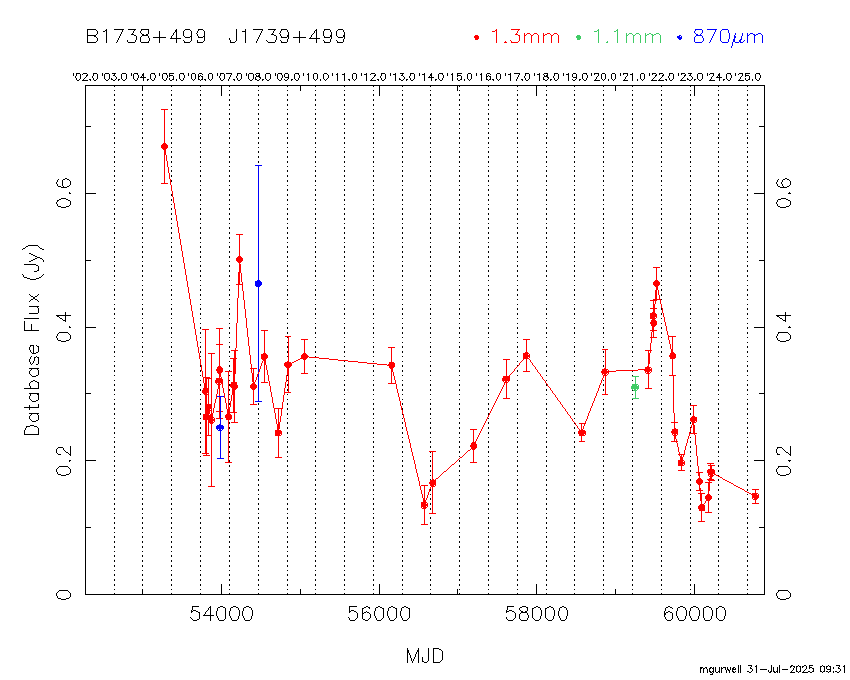 B1738+499 J1739+499 1.3mm 1.1mm 870μm
'02.0 '03.0 '04.0 '05.0 '06.0 '07.0 '08.0 '09.0 '10.0 '11.0 '12.0 '13.0 '14.0 '15.0 '16.0 '17.0 '18.0 '19.0 '20.0 '21.0 '22.0 '23.0 '24.0 '25.0
0.6 0.6
0.4 0.4
Database Flux (Jy)
0.2 0.2
0 0
54000 56000 58000 60000
MJD
mgurwell 31-Jul-2025 09:31